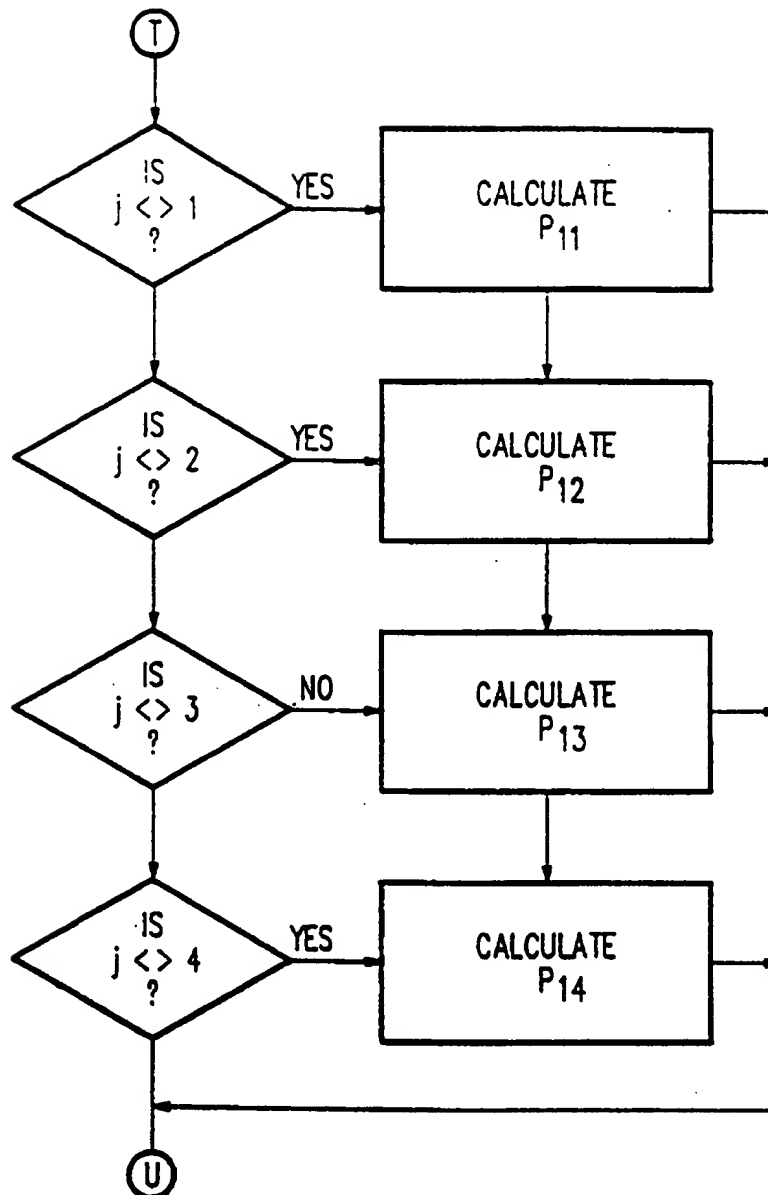 T
IS
j <> 1
?
YES
CALCULATE
P11
IS
j <> 2
?
YES
CALCULATE
P12
IS
j <> 3
?
NO
CALCULATE
P13
IS
j <> 4
?
YES
CALCULATE
P14
U